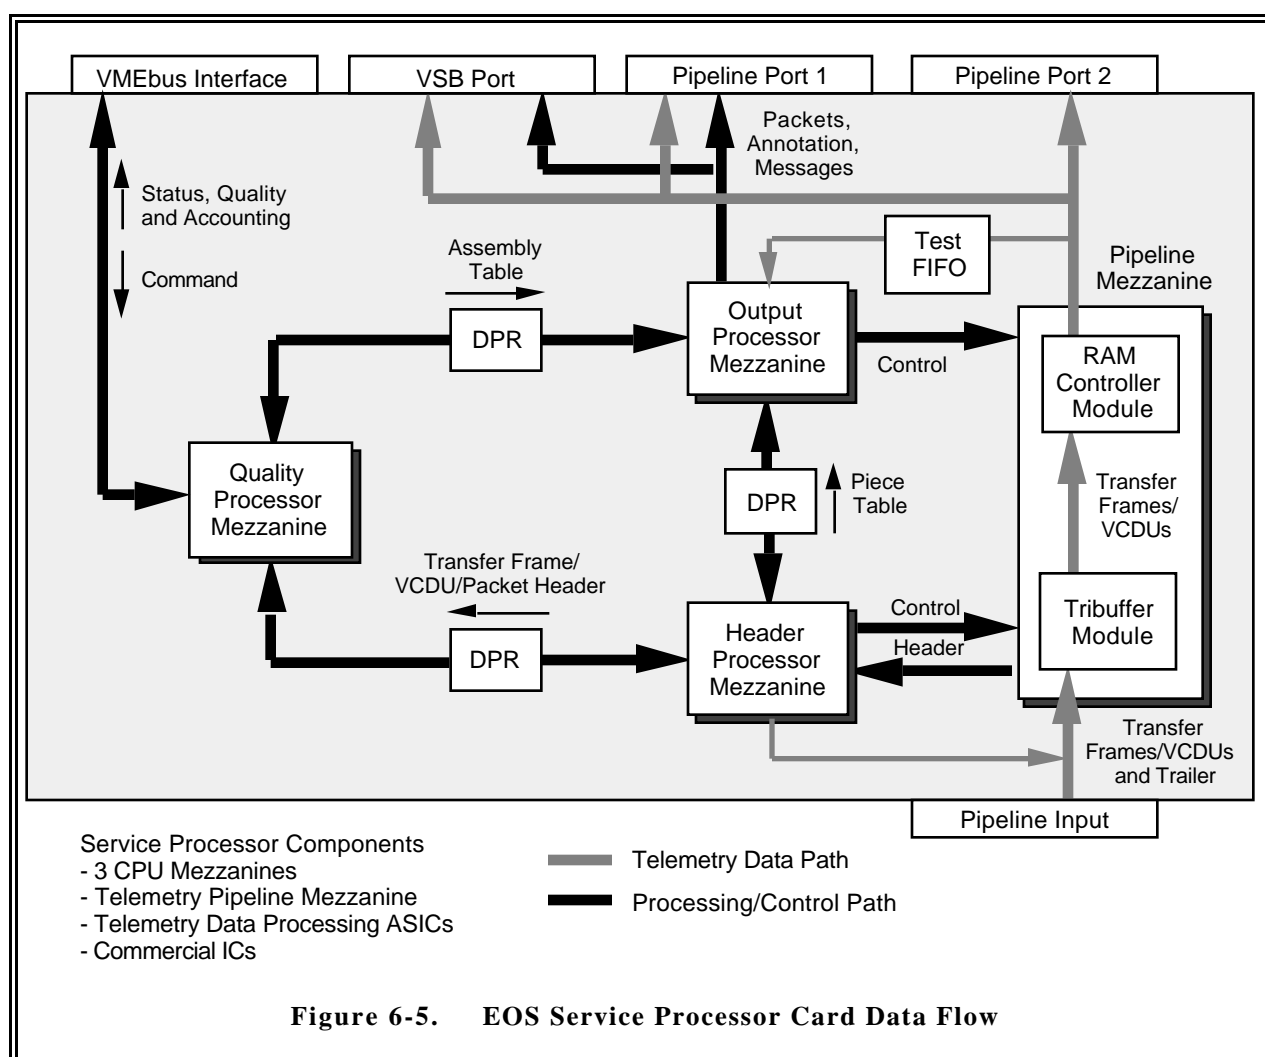 VMEbus Interface
VSB Port
Pipeline Port 1
Pipeline Port 2
Packets,
Annotation,
Messages
Status, Quality
and Accounting
Command
Assembly
Table
DPR
Test
FIFO
Pipeline
Mezzanine
Output
Processor
Mezzanine
Control
RAM
Controller
Module
Quality
Processor
Mezzanine
DPR
Piece
Table
Transfer
Frames/
VCDUs
Transfer Frame/
VCDU/Packet Header
DPR
Header
Processor
Mezzanine
Control
Header
Tribuffer
Module
Transfer
Frames/VCDUs
and Trailer
Pipeline Input
Service Processor Components
- 3 CPU Mezzanines
- Telemetry Pipeline Mezzanine
- Telemetry Data Processing ASICs
- Commercial ICs
Telemetry Data Path
Processing/Control Path
Figure 6-5. EOS Service Processor Card Data Flow